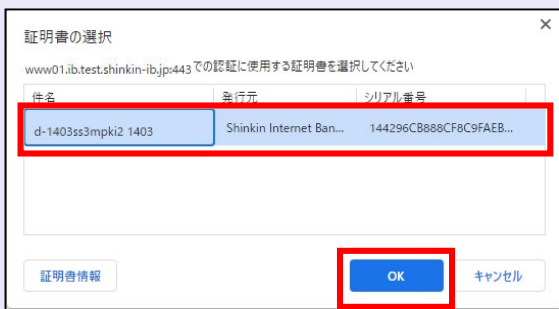 証明書の選択
www01.ib.test.shinkin-ib.jp:443での認証に使用する証明書を選択してください
件名 発行元 シリアル番号
d-1403ss3mpki2 1403 Shinkin Internet Ban... 144296CB888CF8C9FAEB...
証明書情報 OK キャンセル